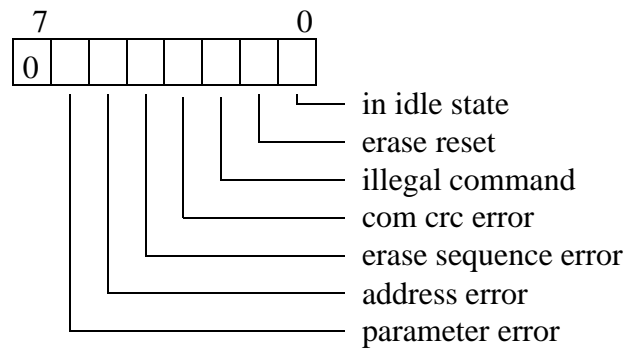 7 0
0
in idle state
erase reset
illegal command
com crc error
erase sequence error
address error
parameter error